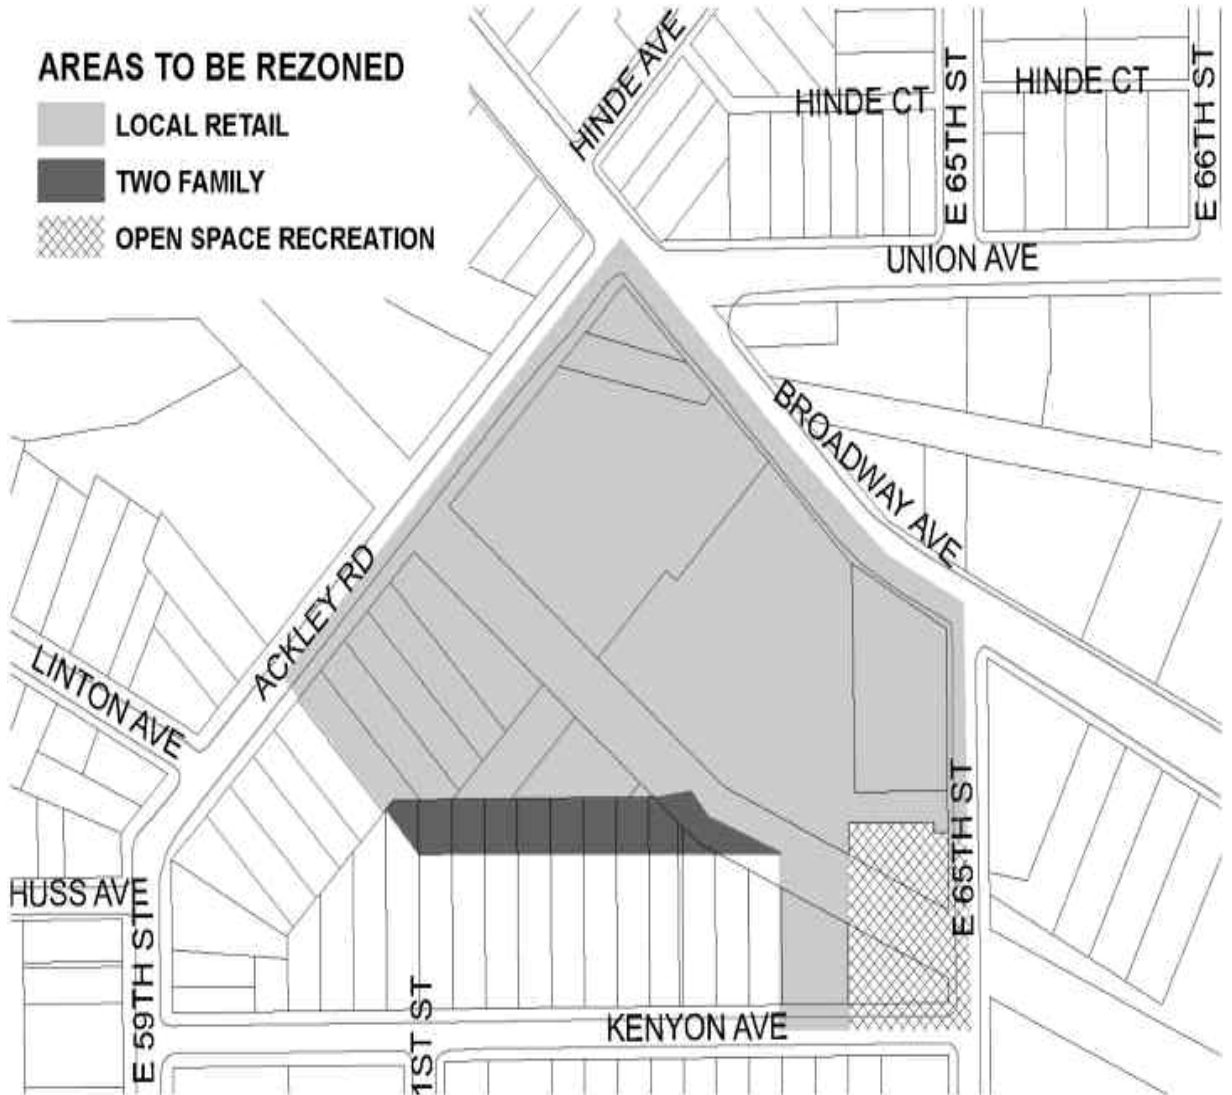 AREAS TO BE REZONED
LOCAL RETAIL
TWO FAMILY
OPEN SPACE RECREATION
HINDE AVE
HINDE CT
E 65TH ST
HINDE CT
E 66TH ST
UNION AVE
BROADWAY AVE
ACKLEY RD
LINTON AVE
E 65TH ST
HUSS AVE
E 59TH ST
1ST ST
KENYON AVE